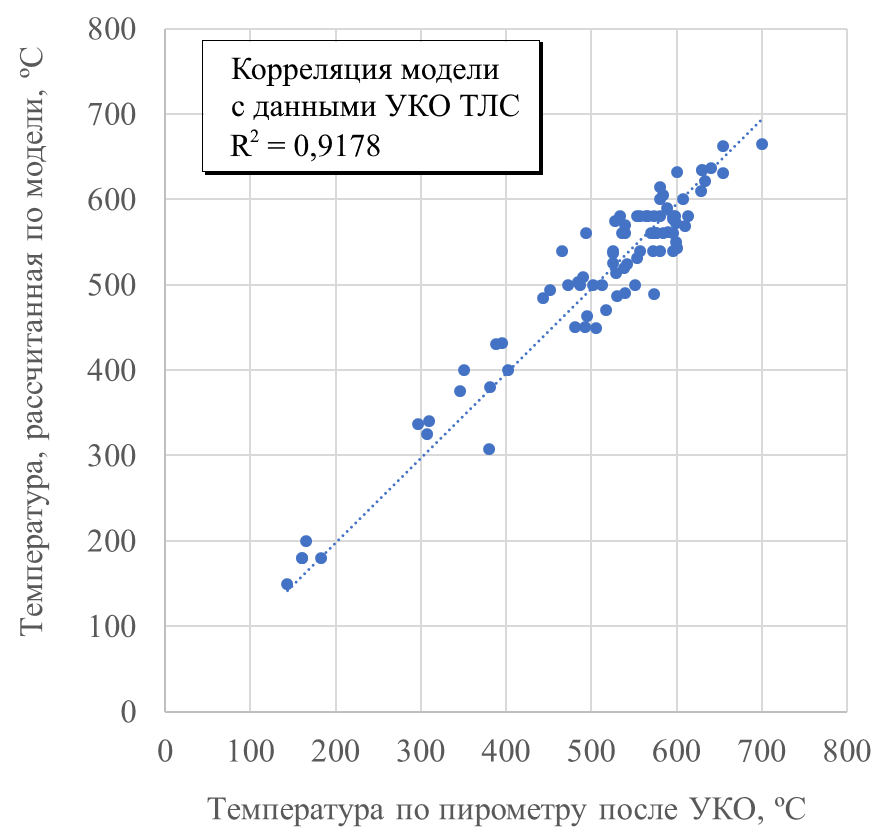 Корреляция модели
с данными УКО ТЛС
R² = 0,9178
Температура, рассчитанная по модели, ºС
800
700
600
500
400
300
200
100
0
0 100 200 300 400 500 600 700 800
Температура по пирометру после УКО, ºС